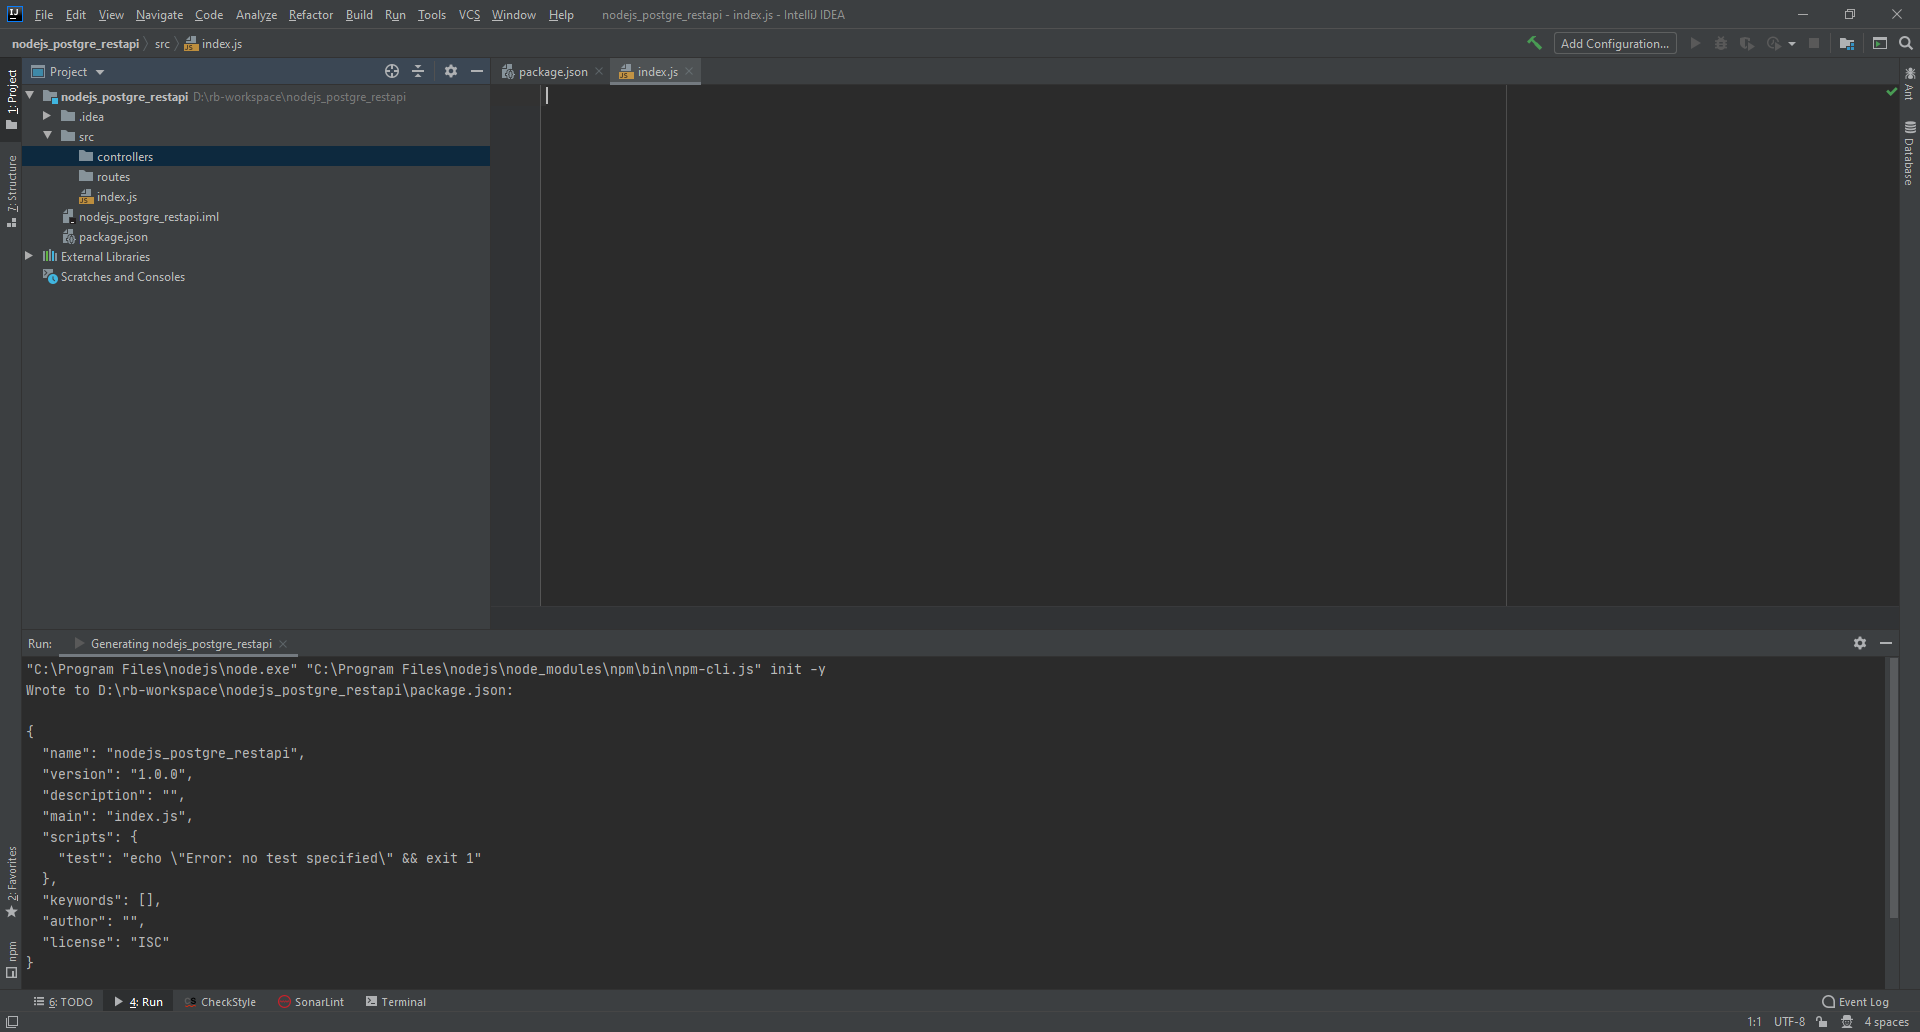 IJ File Edit View Navigate Code Analyze Refactor Build Run Tools VCS Window Help nodejs_postgre_restapi - index.js - IntelliJ IDEA
nodejs_postgre_restapi src index.js Add Configuration...
1: Project
7: Structure
2: Favorites
npm
Project
nodejs_postgre_restapi D:\rb-workspace\nodejs_postgre_restapi
.idea
src
controllers
routes
index.js
nodejs_postgre_restapi.iml
package.json
External Libraries
Scratches and Consoles
package.json index.js
Ant
Database
Run: Generating nodejs_postgre_restapi
"C:\Program Files\nodejs\node.exe" "C:\Program Files\nodejs\node_modules\npm\bin\npm-cli.js" init -y
Wrote to D:\rb-workspace\nodejs_postgre_restapi\package.json:
{
"name": "nodejs_postgre_restapi",
"version": "1.0.0",
"description": "",
"main": "index.js",
"scripts": {
"test": "echo \"Error: no test specified\" && exit 1"
},
"keywords": [],
"author": "",
"license": "ISC"
}
6: TODO 4: Run CheckStyle SonarLint Terminal Event Log
1:1 UTF-8 4 spaces